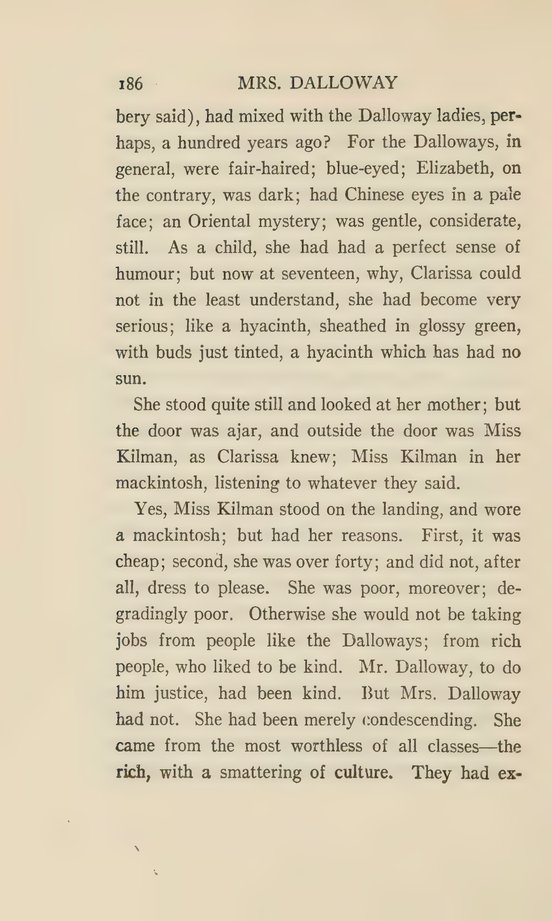 186 MRS. DALLOWAY
bery said), had mixed with the Dalloway ladies, per-
haps, a hundred years ago? For the Dalloways, in
general, were fair-haired; blue-eyed; Elizabeth, on
the contrary, was dark; had Chinese eyes in a pale
face; an Oriental mystery; was gentle, considerate,
still. As a child, she had had a perfect sense of
humour; but now at seventeen, why, Clarissa could
not in the least understand, she had become very
serious; like a hyacinth, sheathed in glossy green,
with buds just tinted, a hyacinth which has had no
sun.
She stood quite still and looked at her mother; but
the door was ajar, and outside the door was Miss
Kilman, as Clarissa knew; Miss Kilman in her
mackintosh, listening to whatever they said.
Yes, Miss Kilman stood on the landing, and wore
a mackintosh; but had her reasons. First, it was
cheap; second, she was over forty; and did not, after
all, dress to please. She was poor, moreover; de-
gradingly poor. Otherwise she would not be taking
jobs from people like the Dalloways; from rich
people, who liked to be kind. Mr. Dalloway, to do
him justice, had been kind. But Mrs. Dalloway
had not. She had been merely condescending. She
came from the most worthless of all classes—the
rich, with a smattering of culture. They had ex-